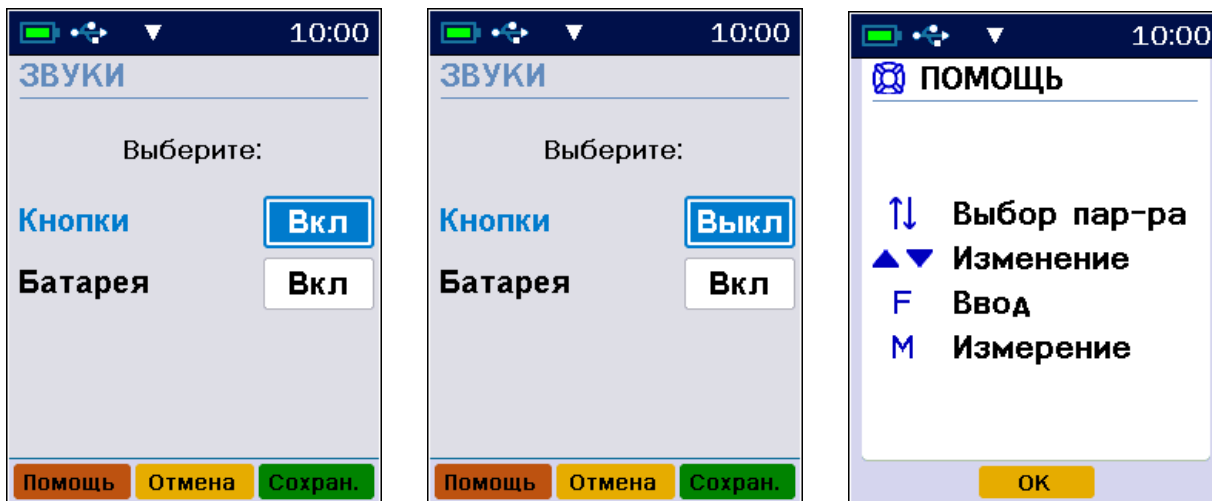 10:00
ЗВУКИ
Выберите:
Кнопки Вкл
Батарея Вкл
Помощь Отмена Сохран.
10:00
ЗВУКИ
Выберите:
Кнопки Выкл
Батарея Вкл
Помощь Отмена Сохран.
10:00
ПОМОЩЬ
↑↓ Выбор пар-ра
▲▼ Изменение
F Ввод
M Измерение
OK